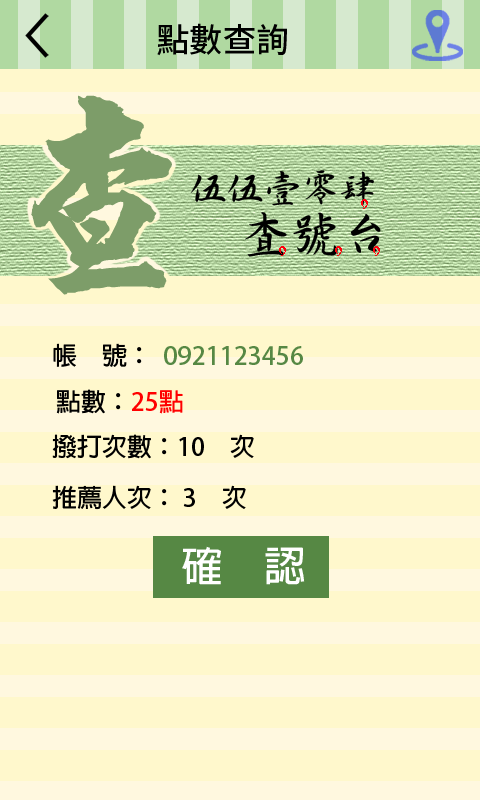 點數查詢
查
伍伍壹零肆
查號台
帳　號： 0921123456
點數：25點
撥打次數：10　次
推薦人次： 3　次
確　認